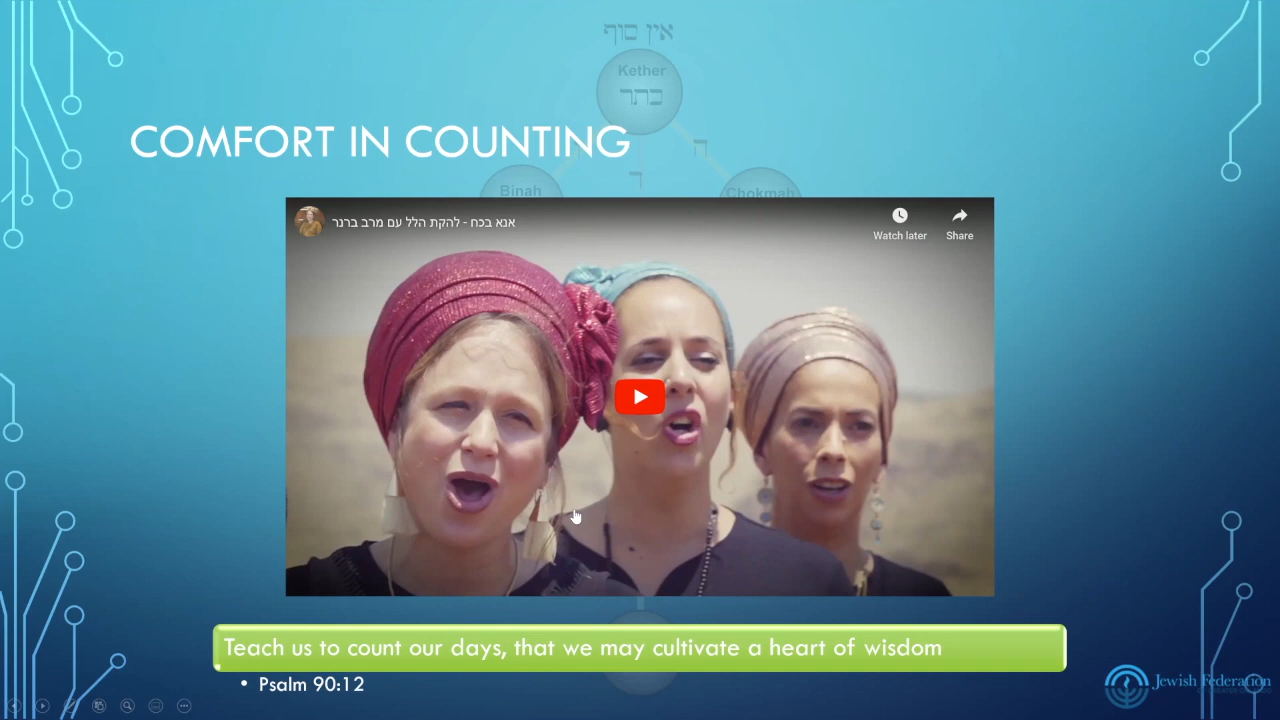 אין סוף
Kether
כתר
COMFORT IN COUNTING
ה
ד
Binah
Chokmah
אנא בכח - להקת הלל עם מרב ברנר
Watch later
Share
Teach us to count our days, that we may cultivate a heart of wisdom
• Psalm 90:12
Jewish Federation